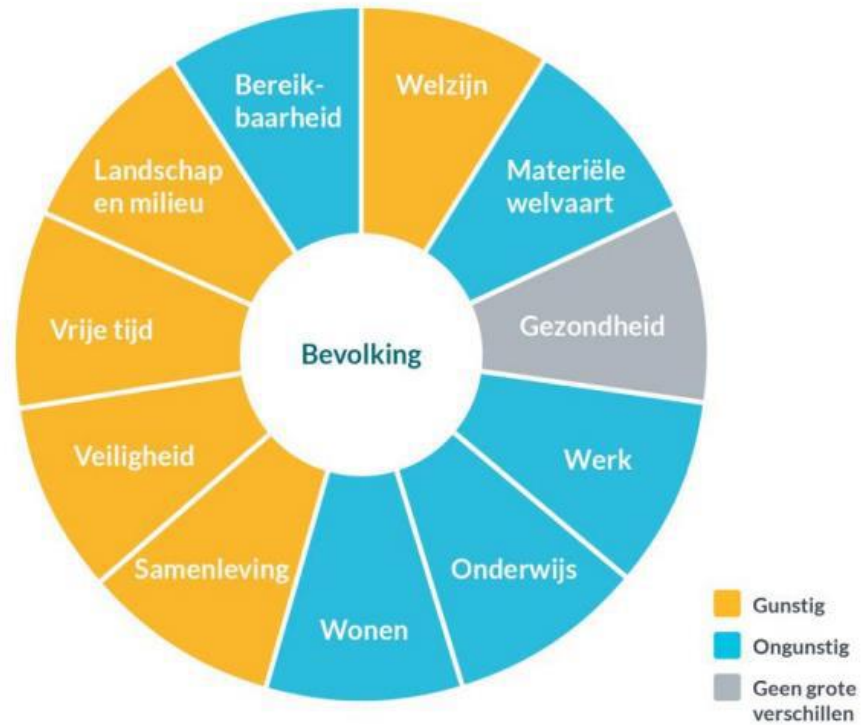 Bereik-
baarheid
Welzijn
Materiële
welvaart
Gezondheid
Werk
Onderwijs
Wonen
Samenleving
Veiligheid
Vrije tijd
Landschap
en milieu
Bevolking
Gunstig
Ongunstig
Geen grote
verschillen